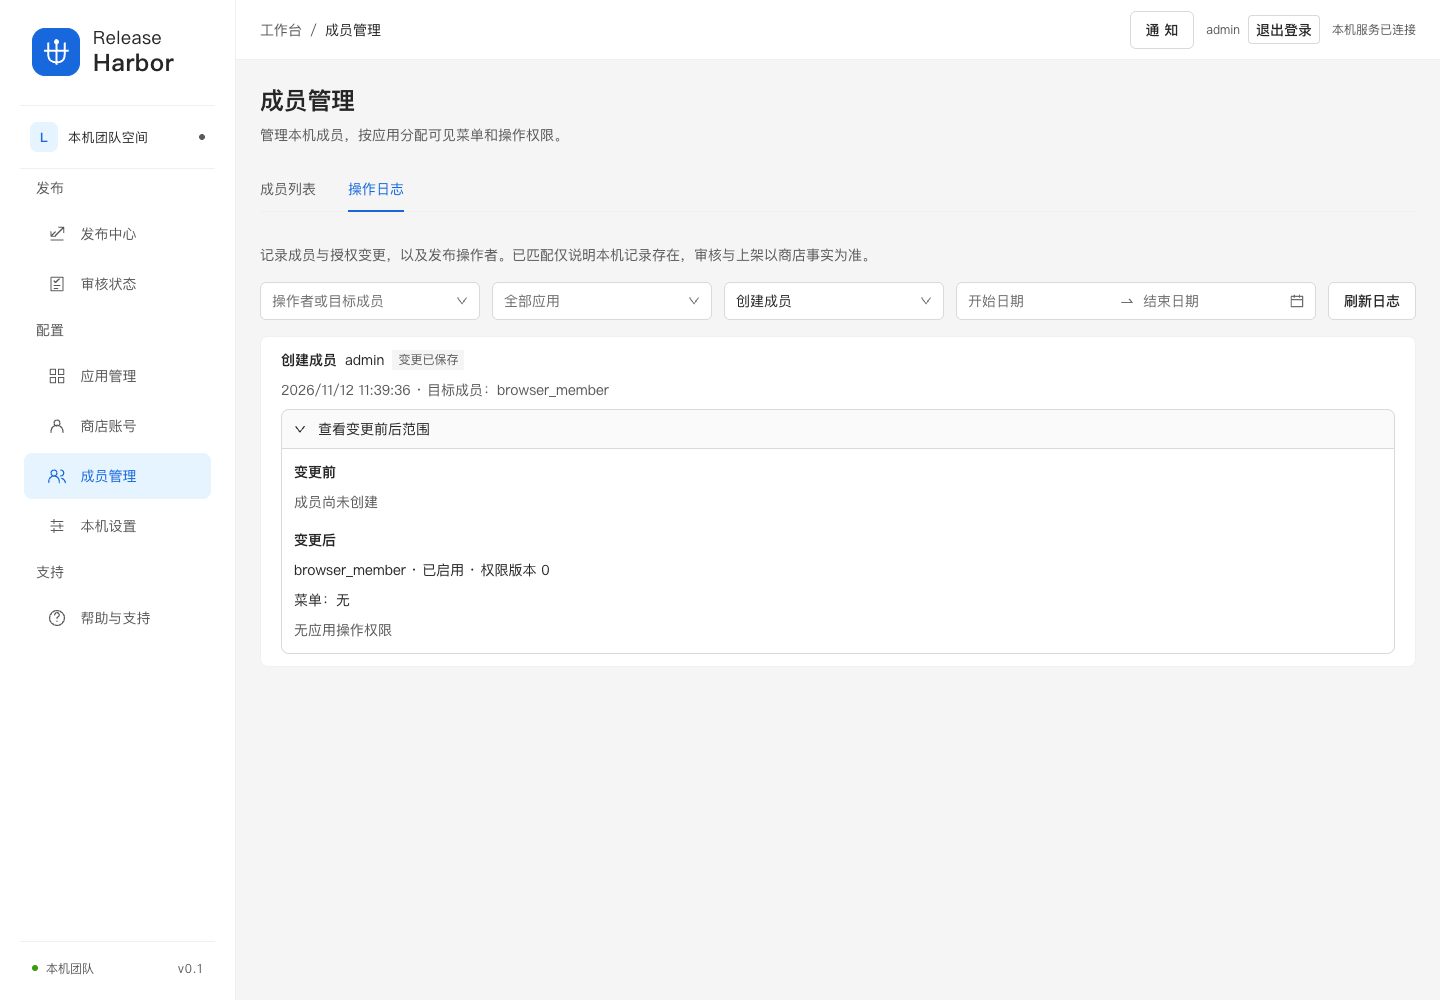 Release
Harbor
L 本机团队空间
发布
发布中心
审核状态
配置
应用管理
商店账号
成员管理
本机设置
支持
帮助与支持
本机团队 v0.1
工作台 / 成员管理
通 知 admin 退出登录 本机服务已连接
成员管理
管理本机成员，按应用分配可见菜单和操作权限。
成员列表 操作日志
记录成员与授权变更，以及发布操作者。已匹配仅说明本机记录存在，审核与上架以商店事实为准。
操作者或目标成员 全部应用 创建成员 开始日期 结束日期 刷新日志
创建成员 admin 变更已保存
2026/11/12 11:39:36 · 目标成员：browser_member
查看变更前后范围
变更前
成员尚未创建
变更后
browser_member · 已启用 · 权限版本 0
菜单：无
无应用操作权限